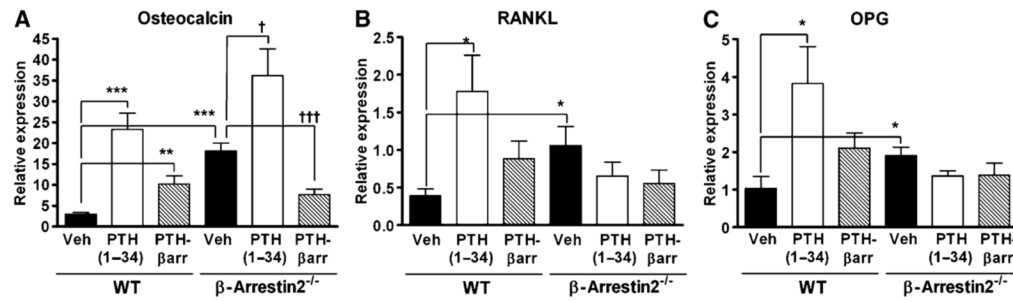 A
Osteocalcin
Relative expression
45
40
35
30
25
20
15
10
5
0
***
***
**
†
†††
Veh PTH PTH- Veh PTH PTH-
(1–34) βarr (1–34) βarr
WT β-Arrestin2-/-
B
RANKL
Relative expression
2.5
2.0
1.5
1.0
0.5
0.0
*
*
Veh PTH PTH- Veh PTH PTH-
(1–34) βarr (1–34) βarr
WT β-Arrestin2-/-
C
OPG
Relative expression
5
4
3
2
1
0
*
*
Veh PTH PTH- Veh PTH PTH-
(1–34) βarr (1–34) βarr
WT β-Arrestin2-/-